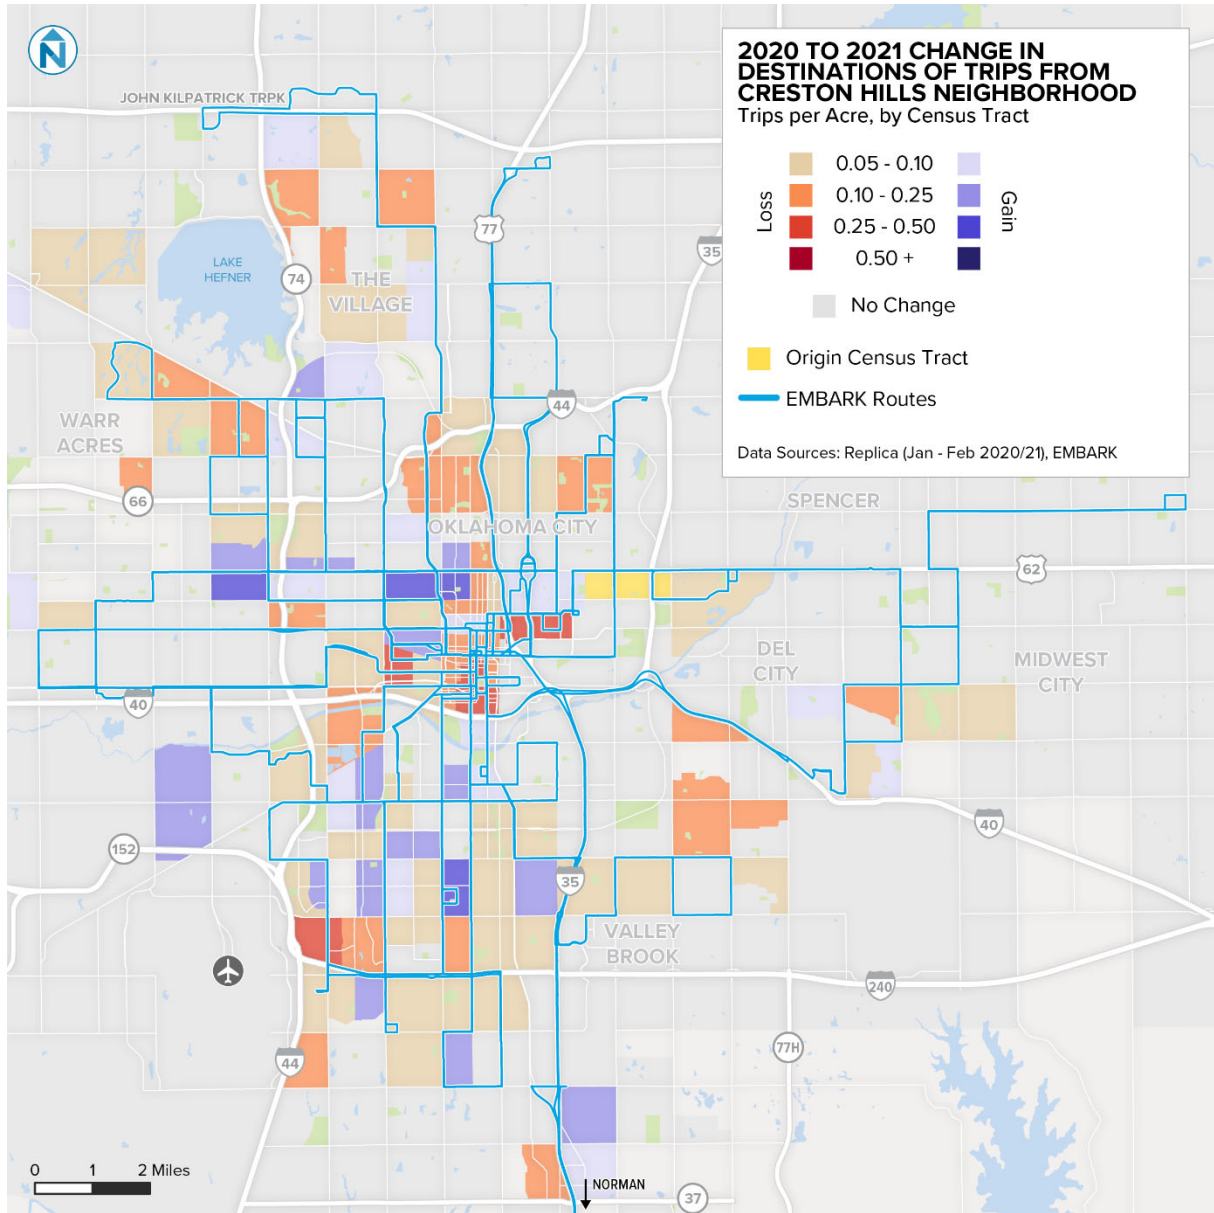 N
2020 TO 2021 CHANGE IN
DESTINATIONS OF TRIPS FROM
CRESTON HILLS NEIGHBORHOOD
Trips per Acre, by Census Tract
Loss
0.05 - 0.10
0.10 - 0.25
0.25 - 0.50
0.50 +
Gain
No Change
Origin Census Tract
EMBARK Routes
Data Sources: Replica (Jan - Feb 2020/21), EMBARK
JOHN KILPATRICK TRPK
77
35
LAKE
HEFNER
74
THE
VILLAGE
44
WARR
ACRES
66
SPENCER
OKLAHOMA CITY
62
DEL
CITY
MIDWEST
CITY
40
40
152
35
VALLEY
BROOK
240
77H
44
0 1 2 Miles
NORMAN
37